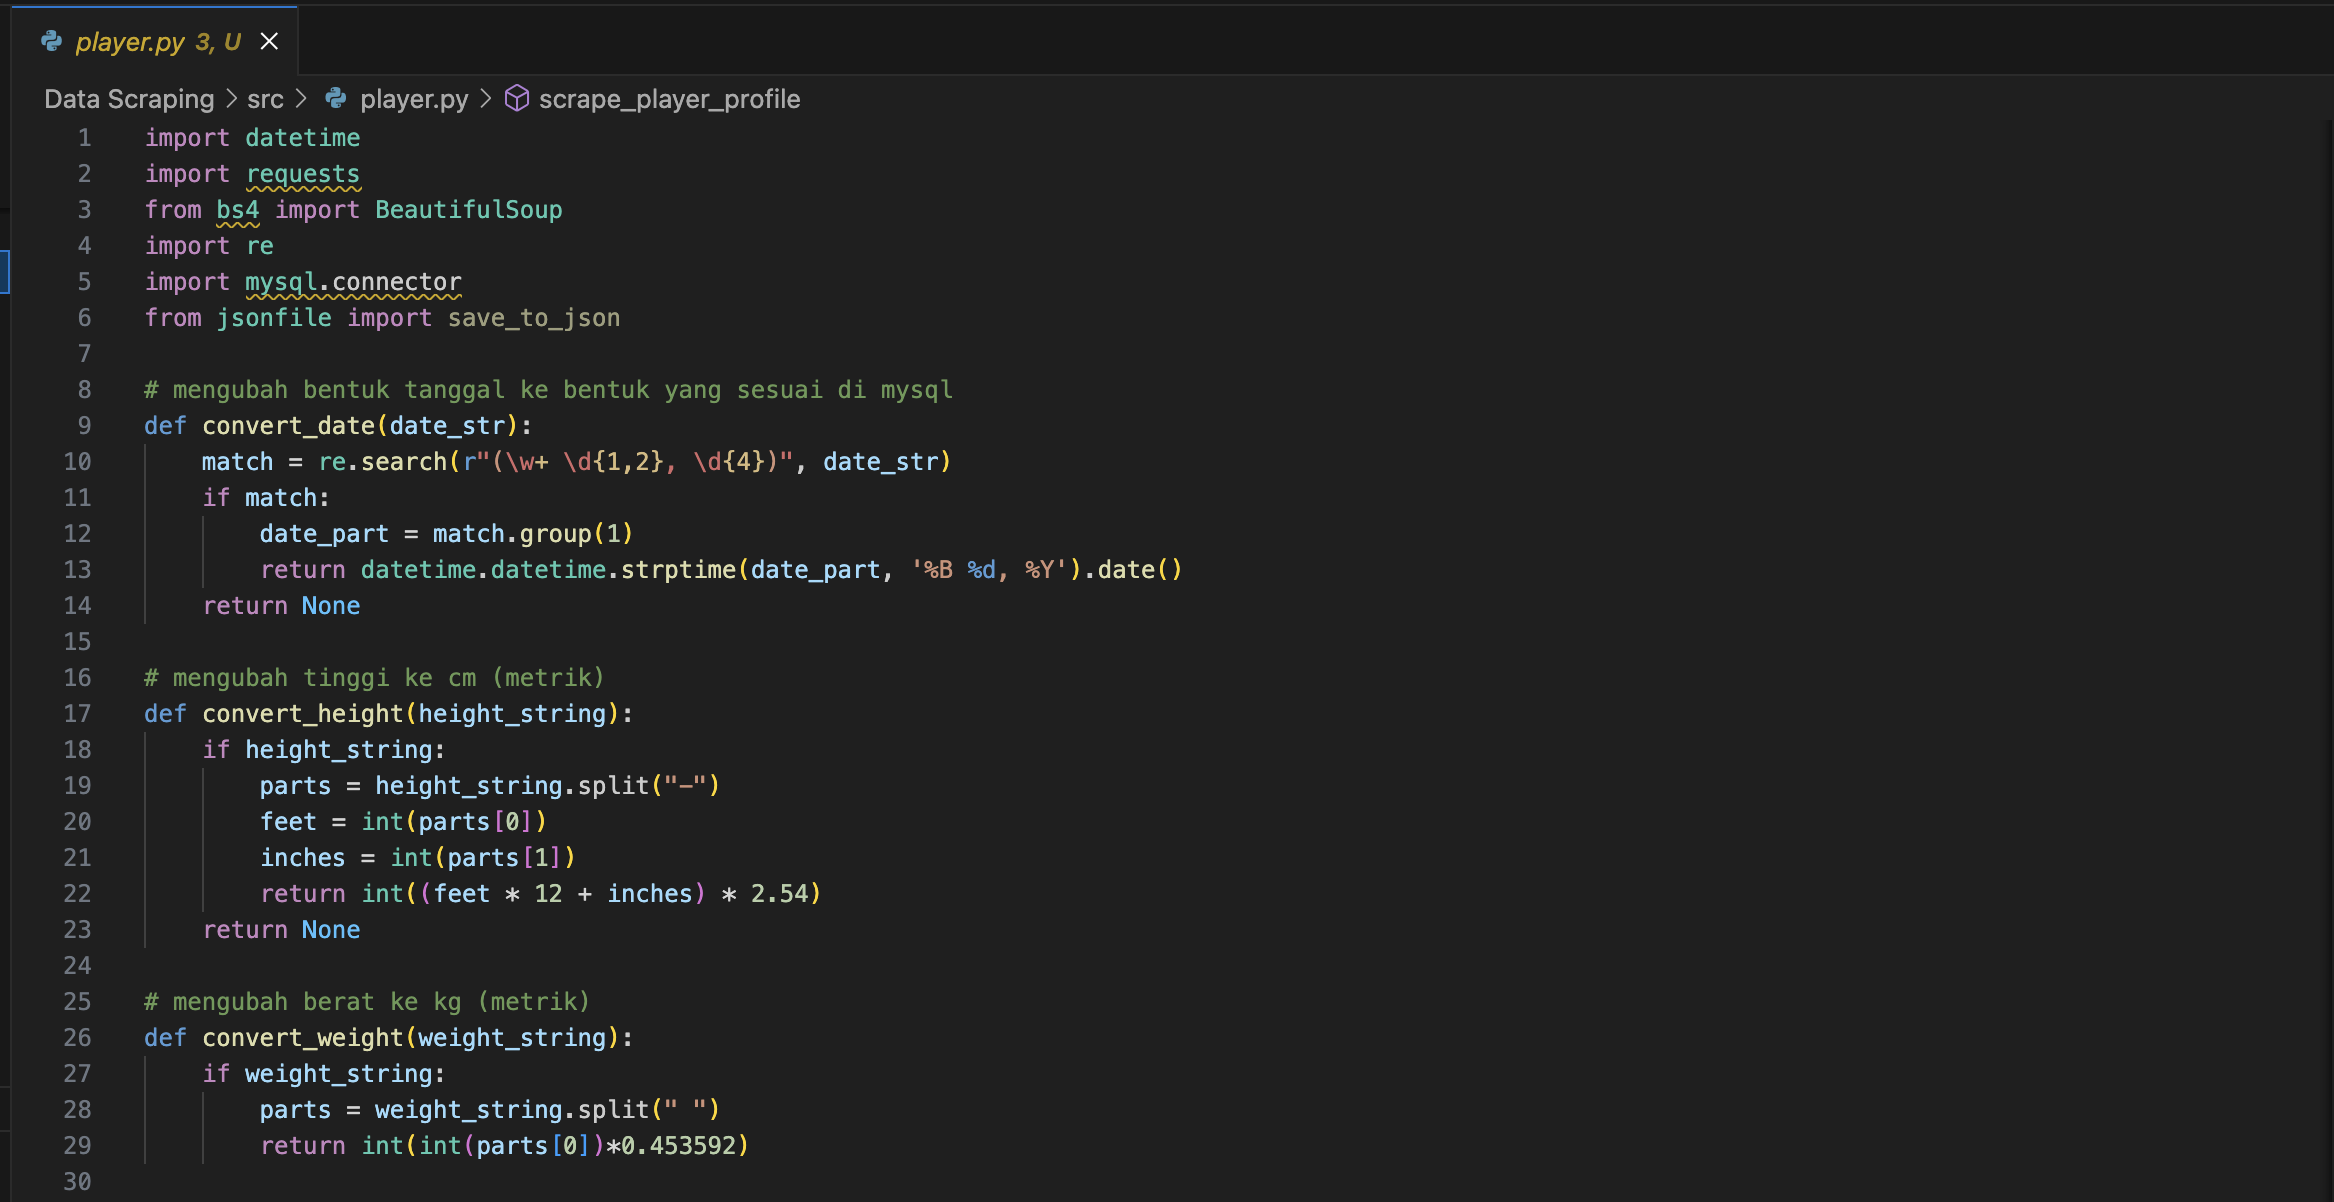 player.py 3, U
Data Scraping > src > player.py > scrape_player_profile
1 import datetime
2 import requests
3 from bs4 import BeautifulSoup
4 import re
5 import mysql.connector
6 from jsonfile import save_to_json
7
8 # mengubah bentuk tanggal ke bentuk yang sesuai di mysql
9 def convert_date(date_str):
10     match = re.search(r"(\w+ \d{1,2}, \d{4})", date_str)
11     if match:
12         date_part = match.group(1)
13         return datetime.datetime.strptime(date_part, '%B %d, %Y').date()
14     return None
15
16 # mengubah tinggi ke cm (metrik)
17 def convert_height(height_string):
18     if height_string:
19         parts = height_string.split("-")
20         feet = int(parts[0])
21         inches = int(parts[1])
22         return int((feet * 12 + inches) * 2.54)
23     return None
24
25 # mengubah berat ke kg (metrik)
26 def convert_weight(weight_string):
27     if weight_string:
28         parts = weight_string.split(" ")
29         return int(int(parts[0])*0.453592)
30